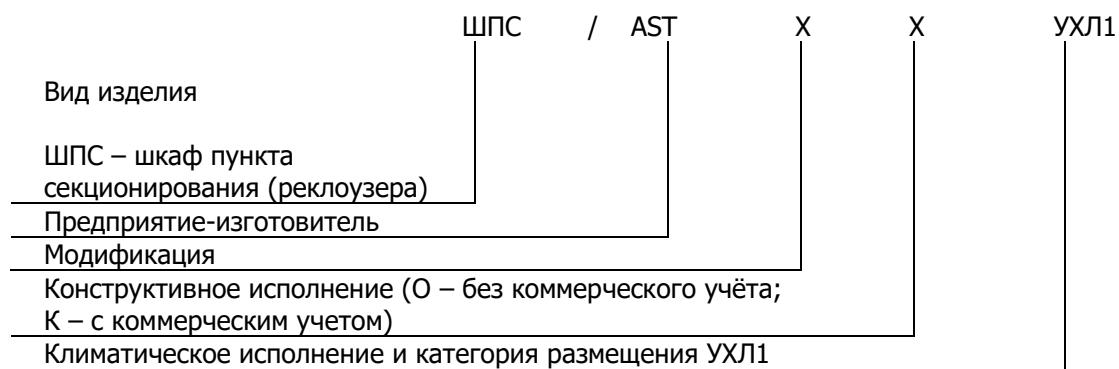 ШПС / AST X X УХЛ1
Вид изделия
ШПС – шкаф пункта
секционирования (реклоузера)
Предприятие-изготовитель
Модификация
Конструктивное исполнение (О – без коммерческого учёта;
К – с коммерческим учетом)
Климатическое исполнение и категория размещения УХЛ1